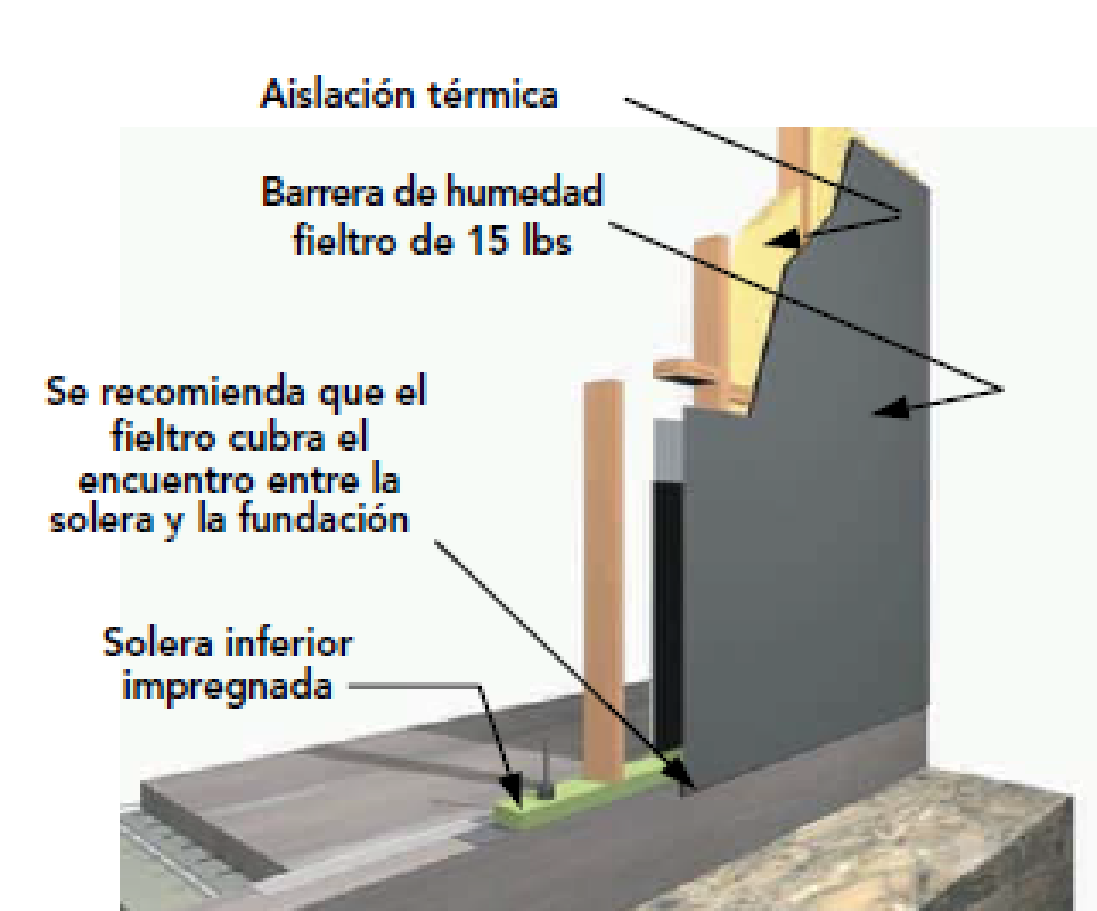 Aislación térmica
Barrera de humedad
fieltro de 15 lbs
Se recomienda que el
fieltro cubra el
encuentro entre la
solera y la fundación
Solera inferior
impregnada